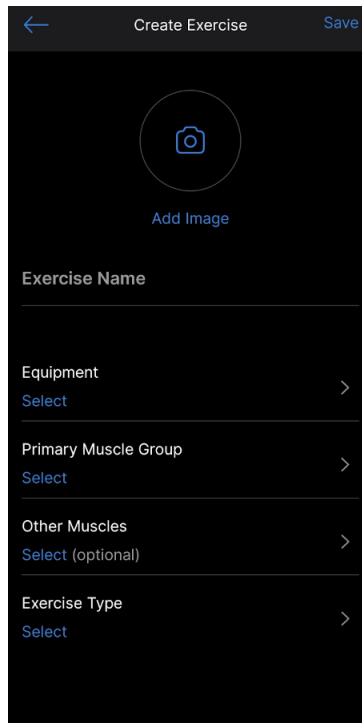 Create Exercise
Save
Add Image
Exercise Name
Equipment
Select
Primary Muscle Group
Select
Other Muscles
Select (optional)
Exercise Type
Select